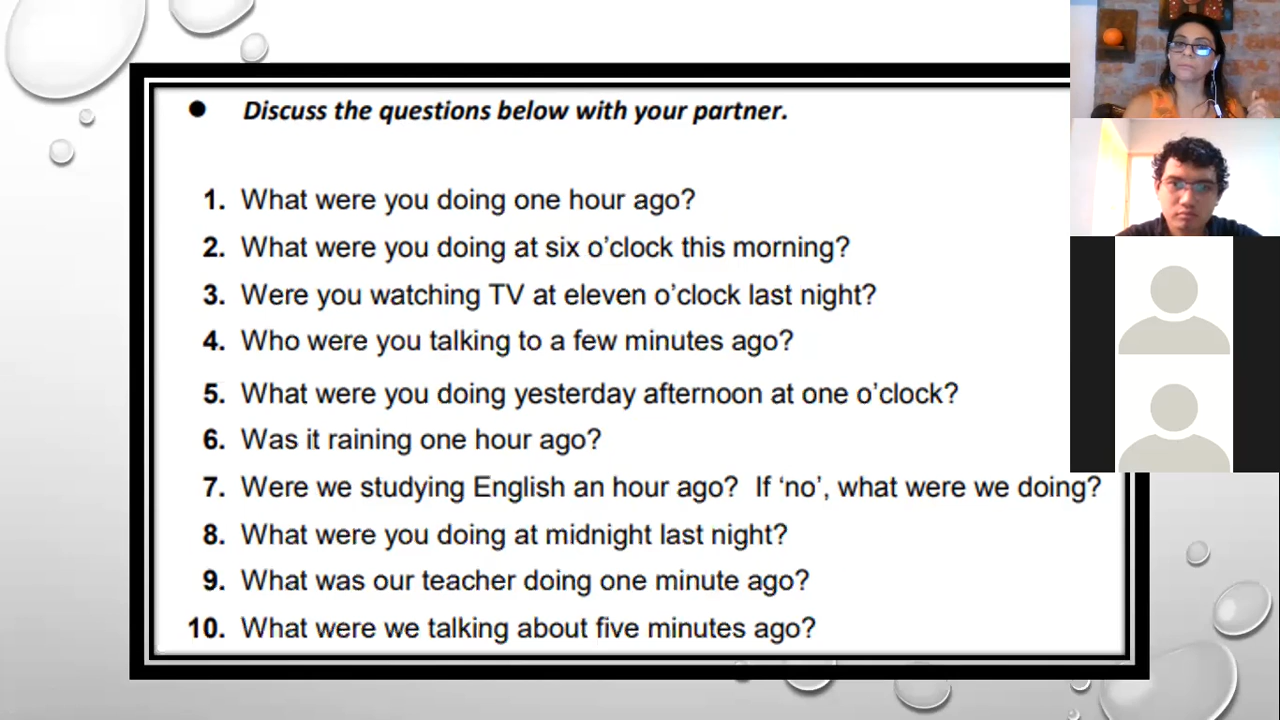 ● Discuss the questions below with your partner.
1. What were you doing one hour ago?
2. What were you doing at six o’clock this morning?
3. Were you watching TV at eleven o’clock last night?
4. Who were you talking to a few minutes ago?
5. What were you doing yesterday afternoon at one o’clock?
6. Was it raining one hour ago?
7. Were we studying English an hour ago?  If ‘no’, what were we doing?
8. What were you doing at midnight last night?
9. What was our teacher doing one minute ago?
10. What were we talking about five minutes ago?